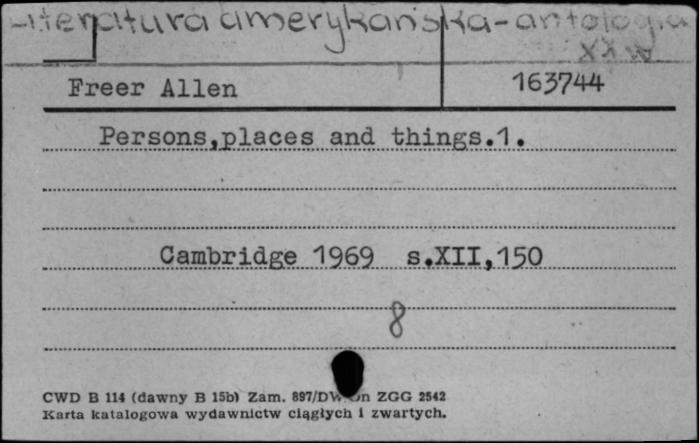 Literatura amerykańska-antologia
XX w.
Freer Allen
163744
Persons,places and things.1.
Cambridge 1969 s.XII,150
8
CWD B 114 (dawny B 15b) Zam. 897/DW. ZGG 2542
Karta katalogowa wydawnictw ciągłych i zwartych.